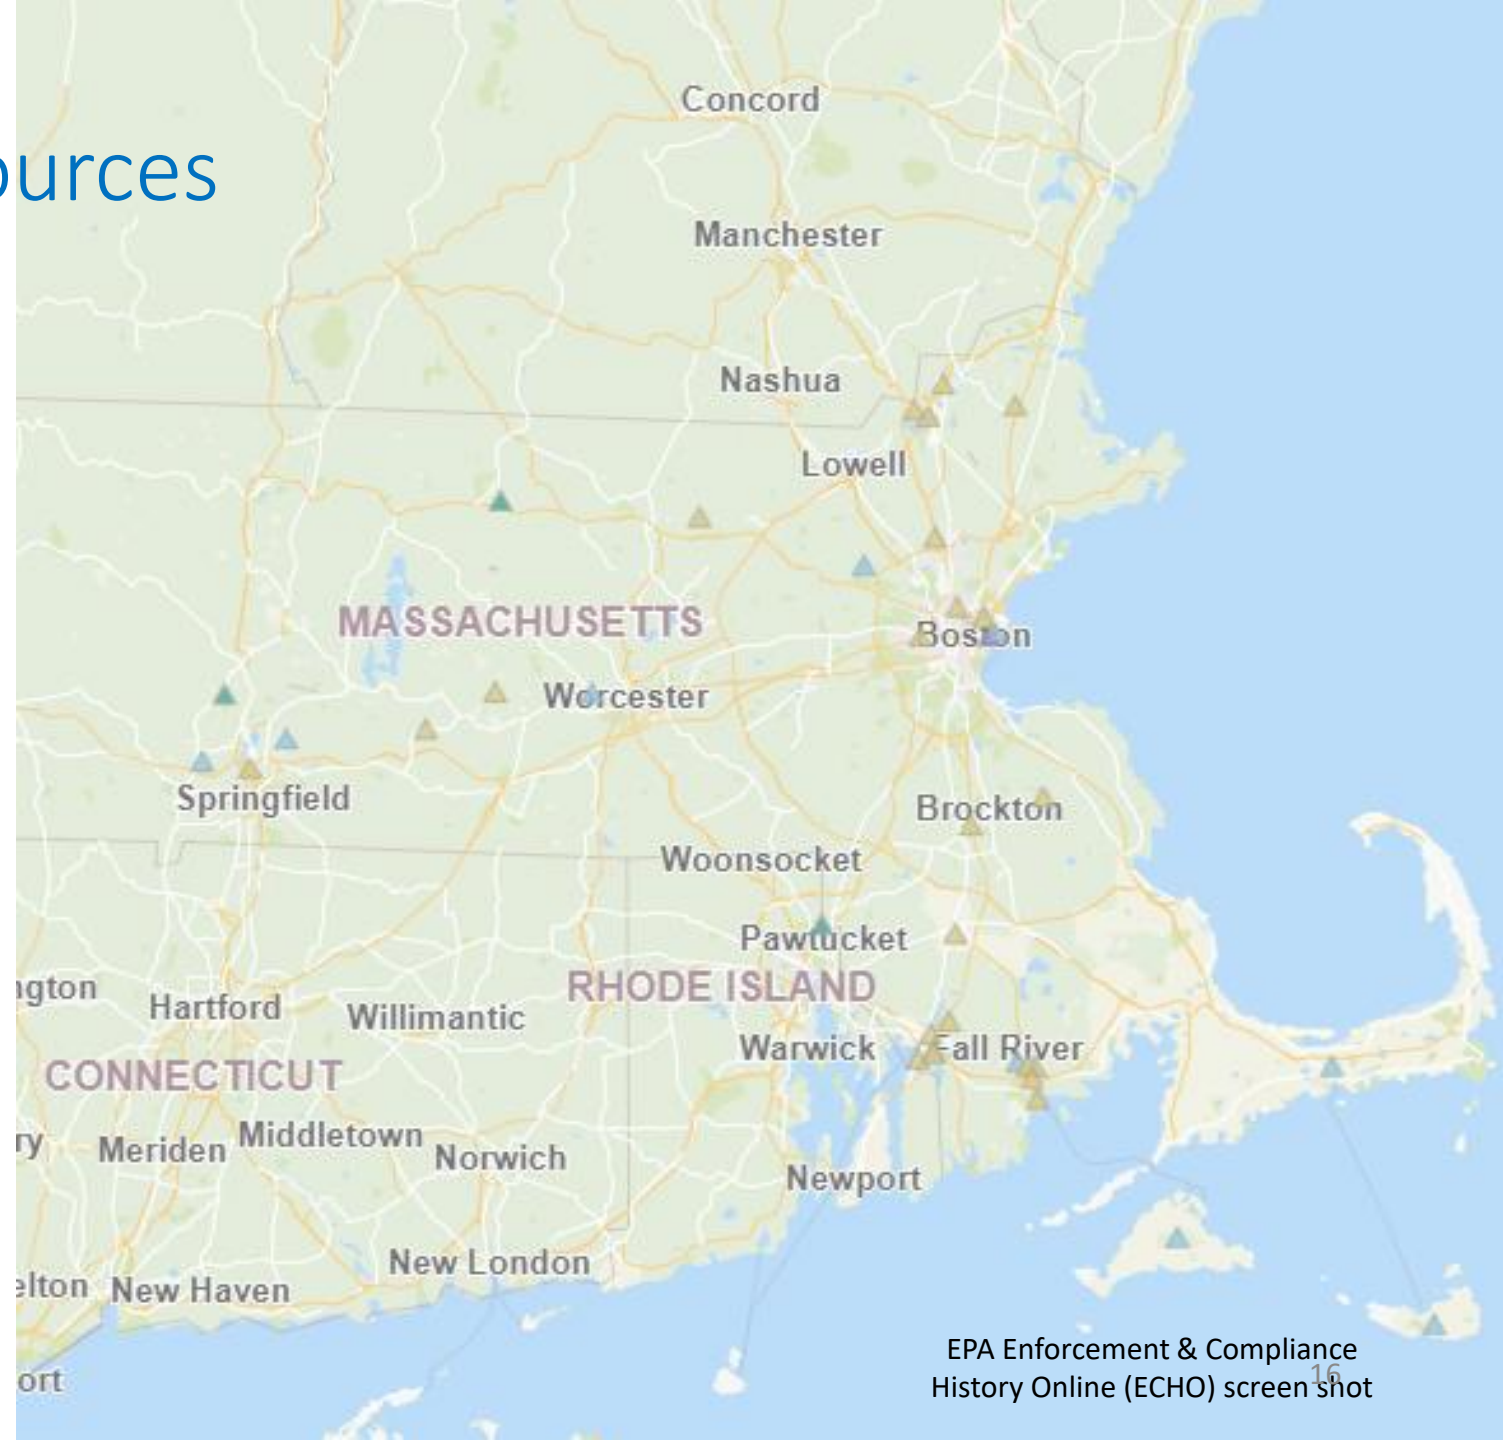 ources
Concord
Manchester
Nashua
Lowell
MASSACHUSETTS
Boston
Worcester
Springfield
Brockton
Woonsocket
Pawtucket
RHODE ISLAND
ngton
Hartford
Willimantic
Warwick
Fall River
CONNECTICUT
ry
Meriden
Middletown
Norwich
Newport
New London
elton
New Haven
ort
EPA Enforcement & Compliance
History Online (ECHO) screen shot
16